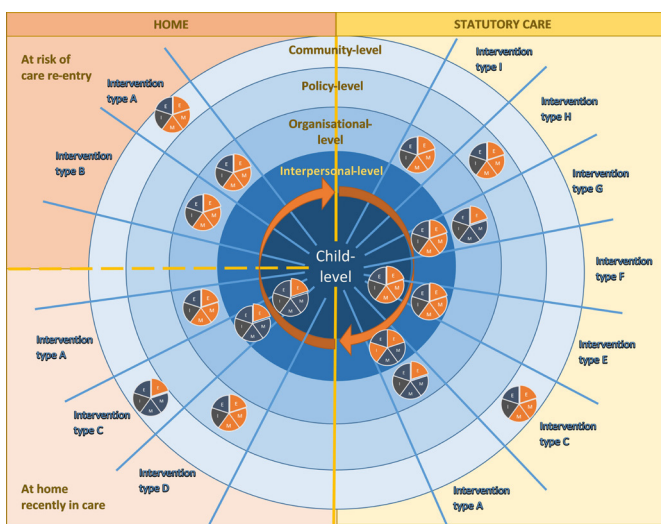 HOME
STATUTORY CARE
At risk of
care re-entry
Community-level
Policy-level
Organisational-level
Interpersonal-level
Child-
level
Intervention
type A
Intervention
type B
Intervention
type I
Intervention
type H
Intervention
type G
Intervention
type F
Intervention
type E
Intervention
type C
Intervention
type A
Intervention
type A
Intervention
type C
Intervention
type D
At home
recently in care